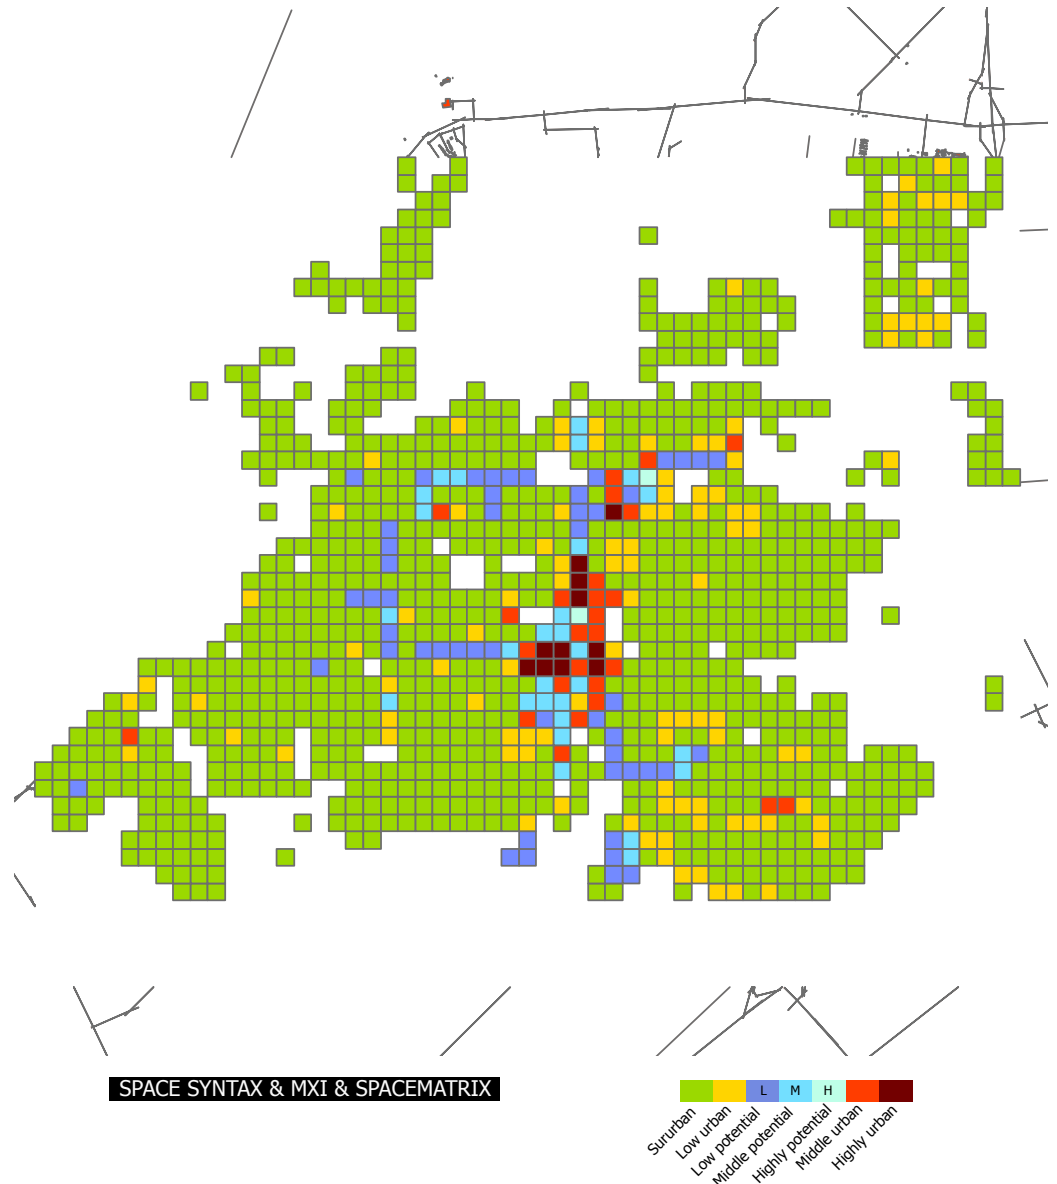 SPACE SYNTAX & MXI & SPACEMATRIX
L M H
Sururban
Low urban
Low potential
Middle potential
Highly potential
Middle urban
Highly urban